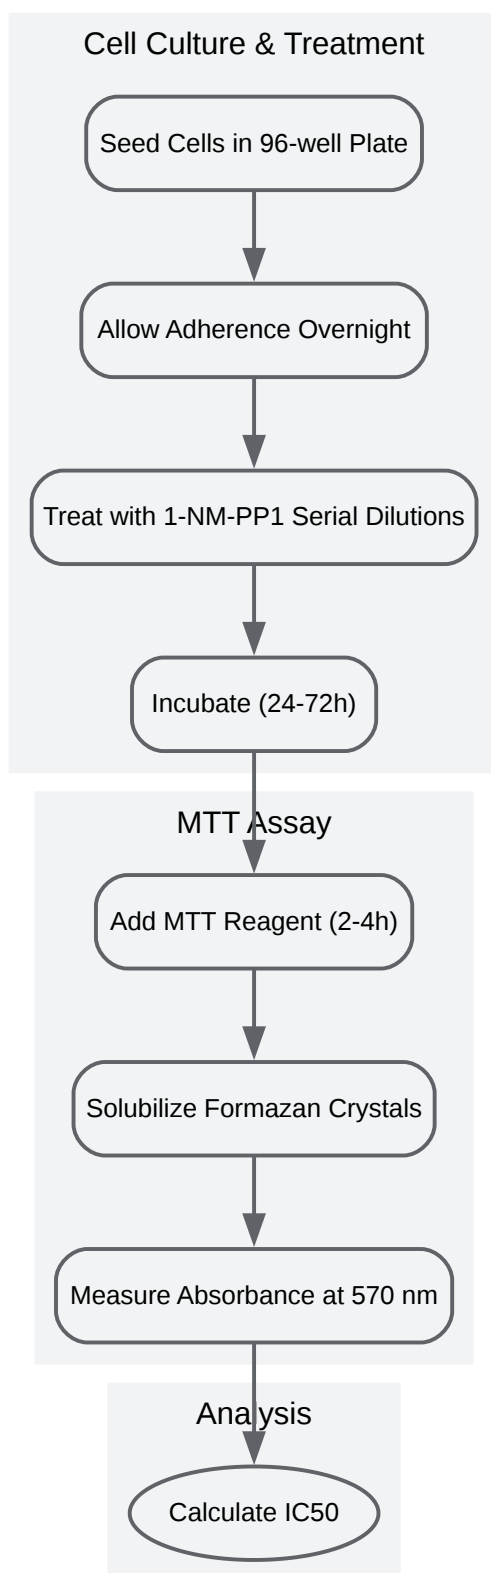 Cell Culture & Treatment
Seed Cells in 96-well Plate
Allow Adherence Overnight
Treat with 1-NM-PP1 Serial Dilutions
Incubate (24-72h)
MTT Assay
Add MTT Reagent (2-4h)
Solubilize Formazan Crystals
Measure Absorbance at 570 nm
Analysis
Calculate IC50